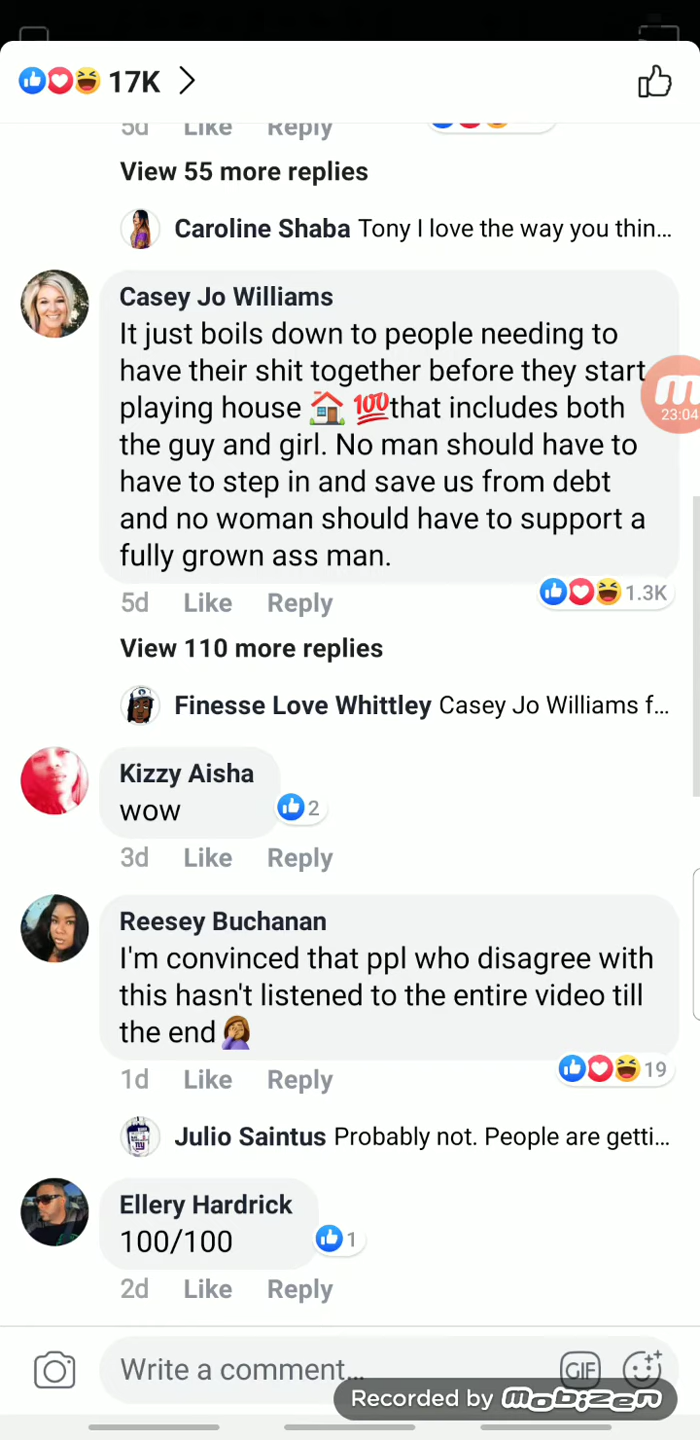 17K
5d Like Reply
View 55 more replies
Caroline Shaba Tony I love the way you thin...
Casey Jo Williams
It just boils down to people needing to
have their shit together before they start
playing house 🏠 💯that includes both
the guy and girl. No man should have to
have to step in and save us from debt
and no woman should have to support a
fully grown ass man.
23:04
5d Like Reply 1.3K
View 110 more replies
Finesse Love Whittley Casey Jo Williams f...
Kizzy Aisha
wow
2
3d Like Reply
Reesey Buchanan
I'm convinced that ppl who disagree with
this hasn't listened to the entire video till
the end🤦🏽‍♀️
19
1d Like Reply
Julio Saintus Probably not. People are getti...
Ellery Hardrick
100/100
1
2d Like Reply
Write a comment... GIF
Recorded by Mobizen